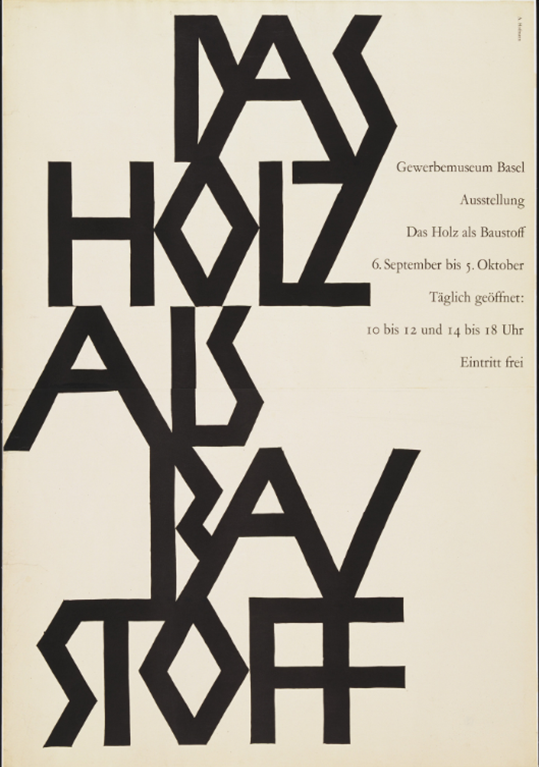 DAS
HOLZ
ALS
BAU
STOFF
Gewerbemuseum Basel
Ausstellung
Das Holz als Baustoff
6. September bis 5. Oktober
Täglich geöffnet:
10 bis 12 und 14 bis 18 Uhr
Eintritt frei